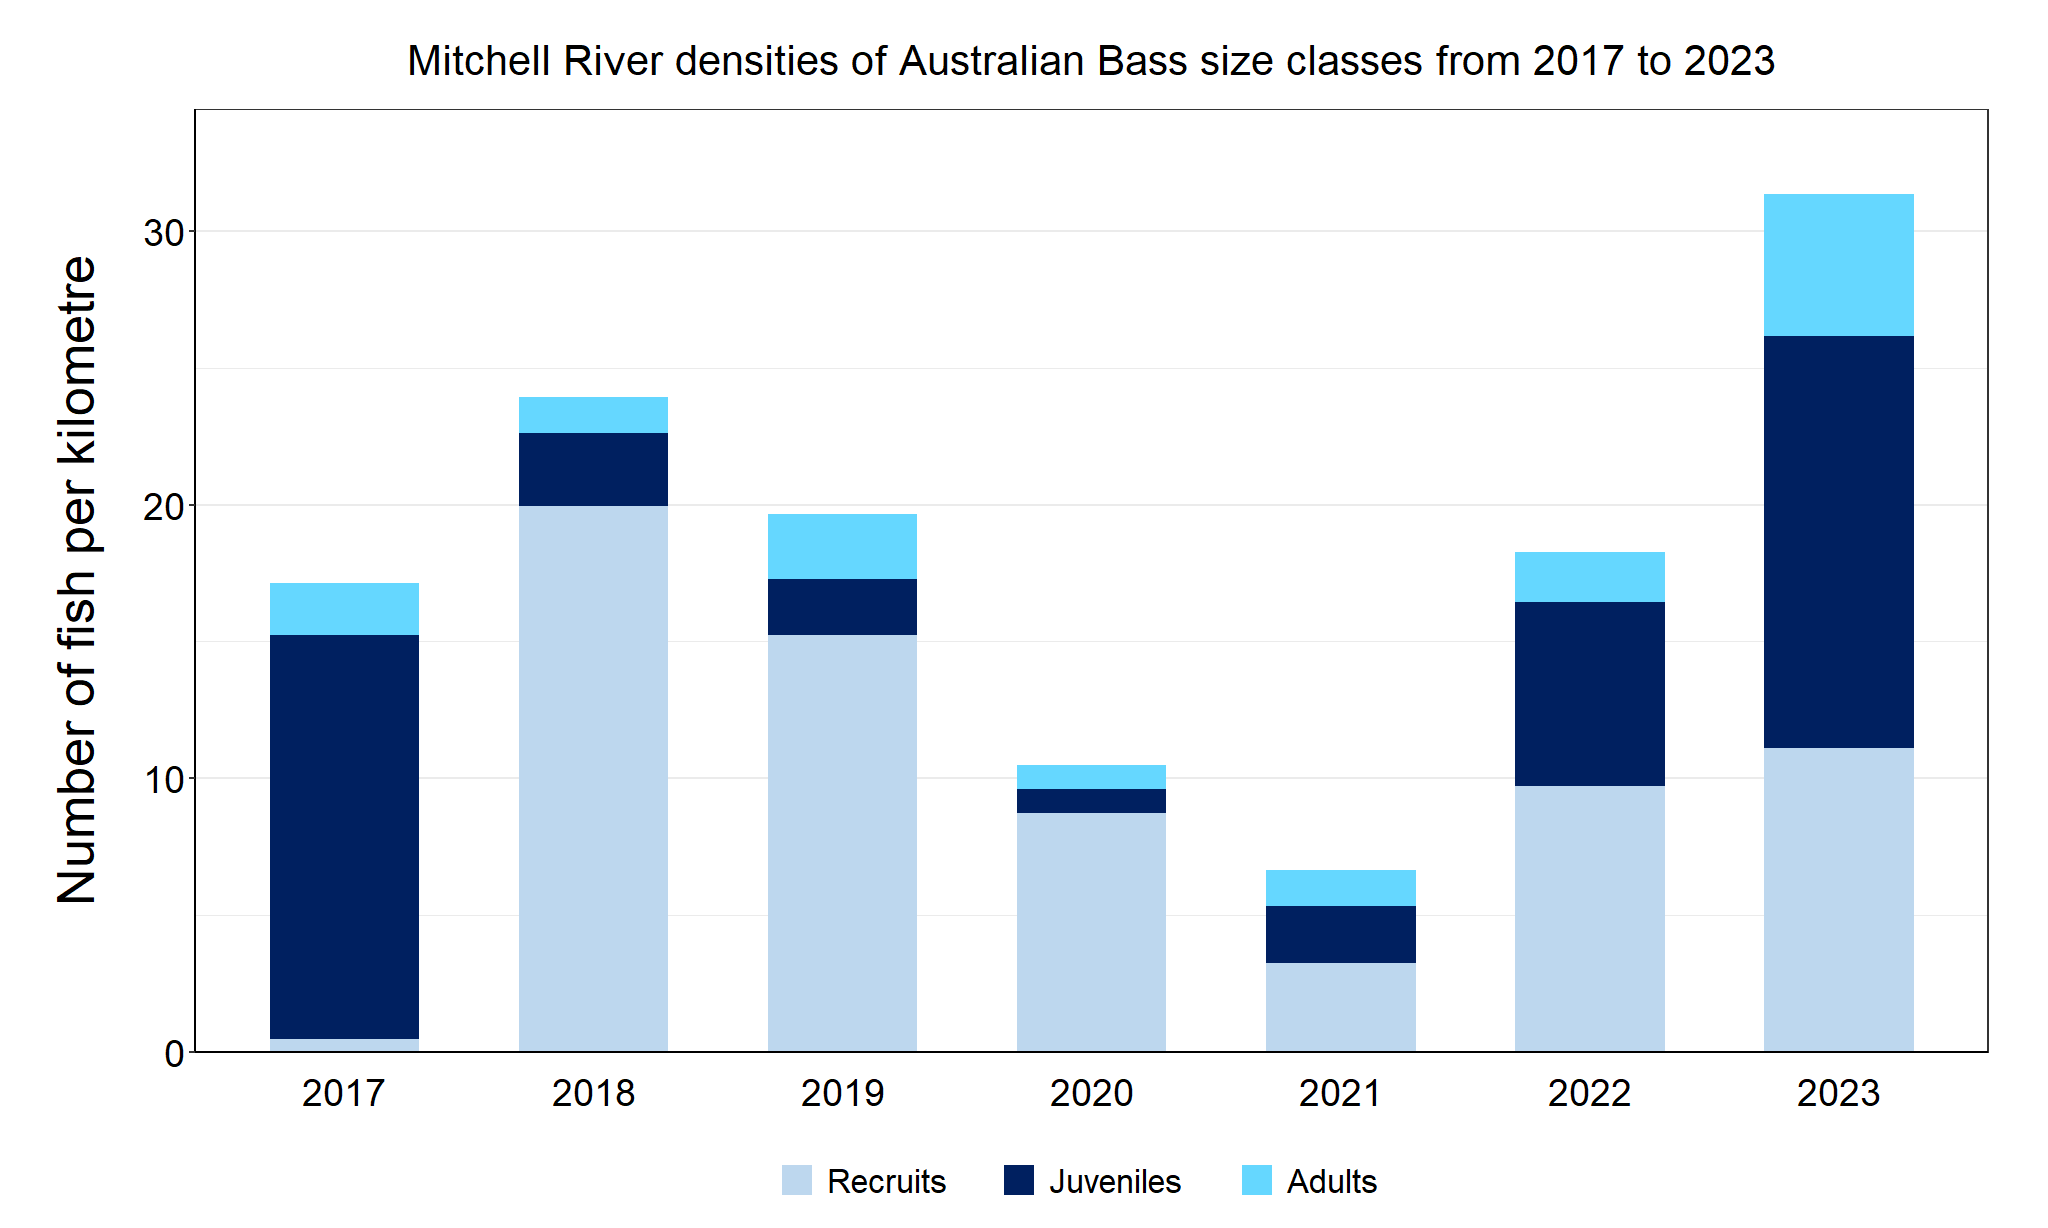 Mitchell River densities of Australian Bass size classes from 2017 to 2023
Number of fish per kilometre
30
20
10
0
2017 2018 2019 2020 2021 2022 2023
Recruits Juveniles Adults